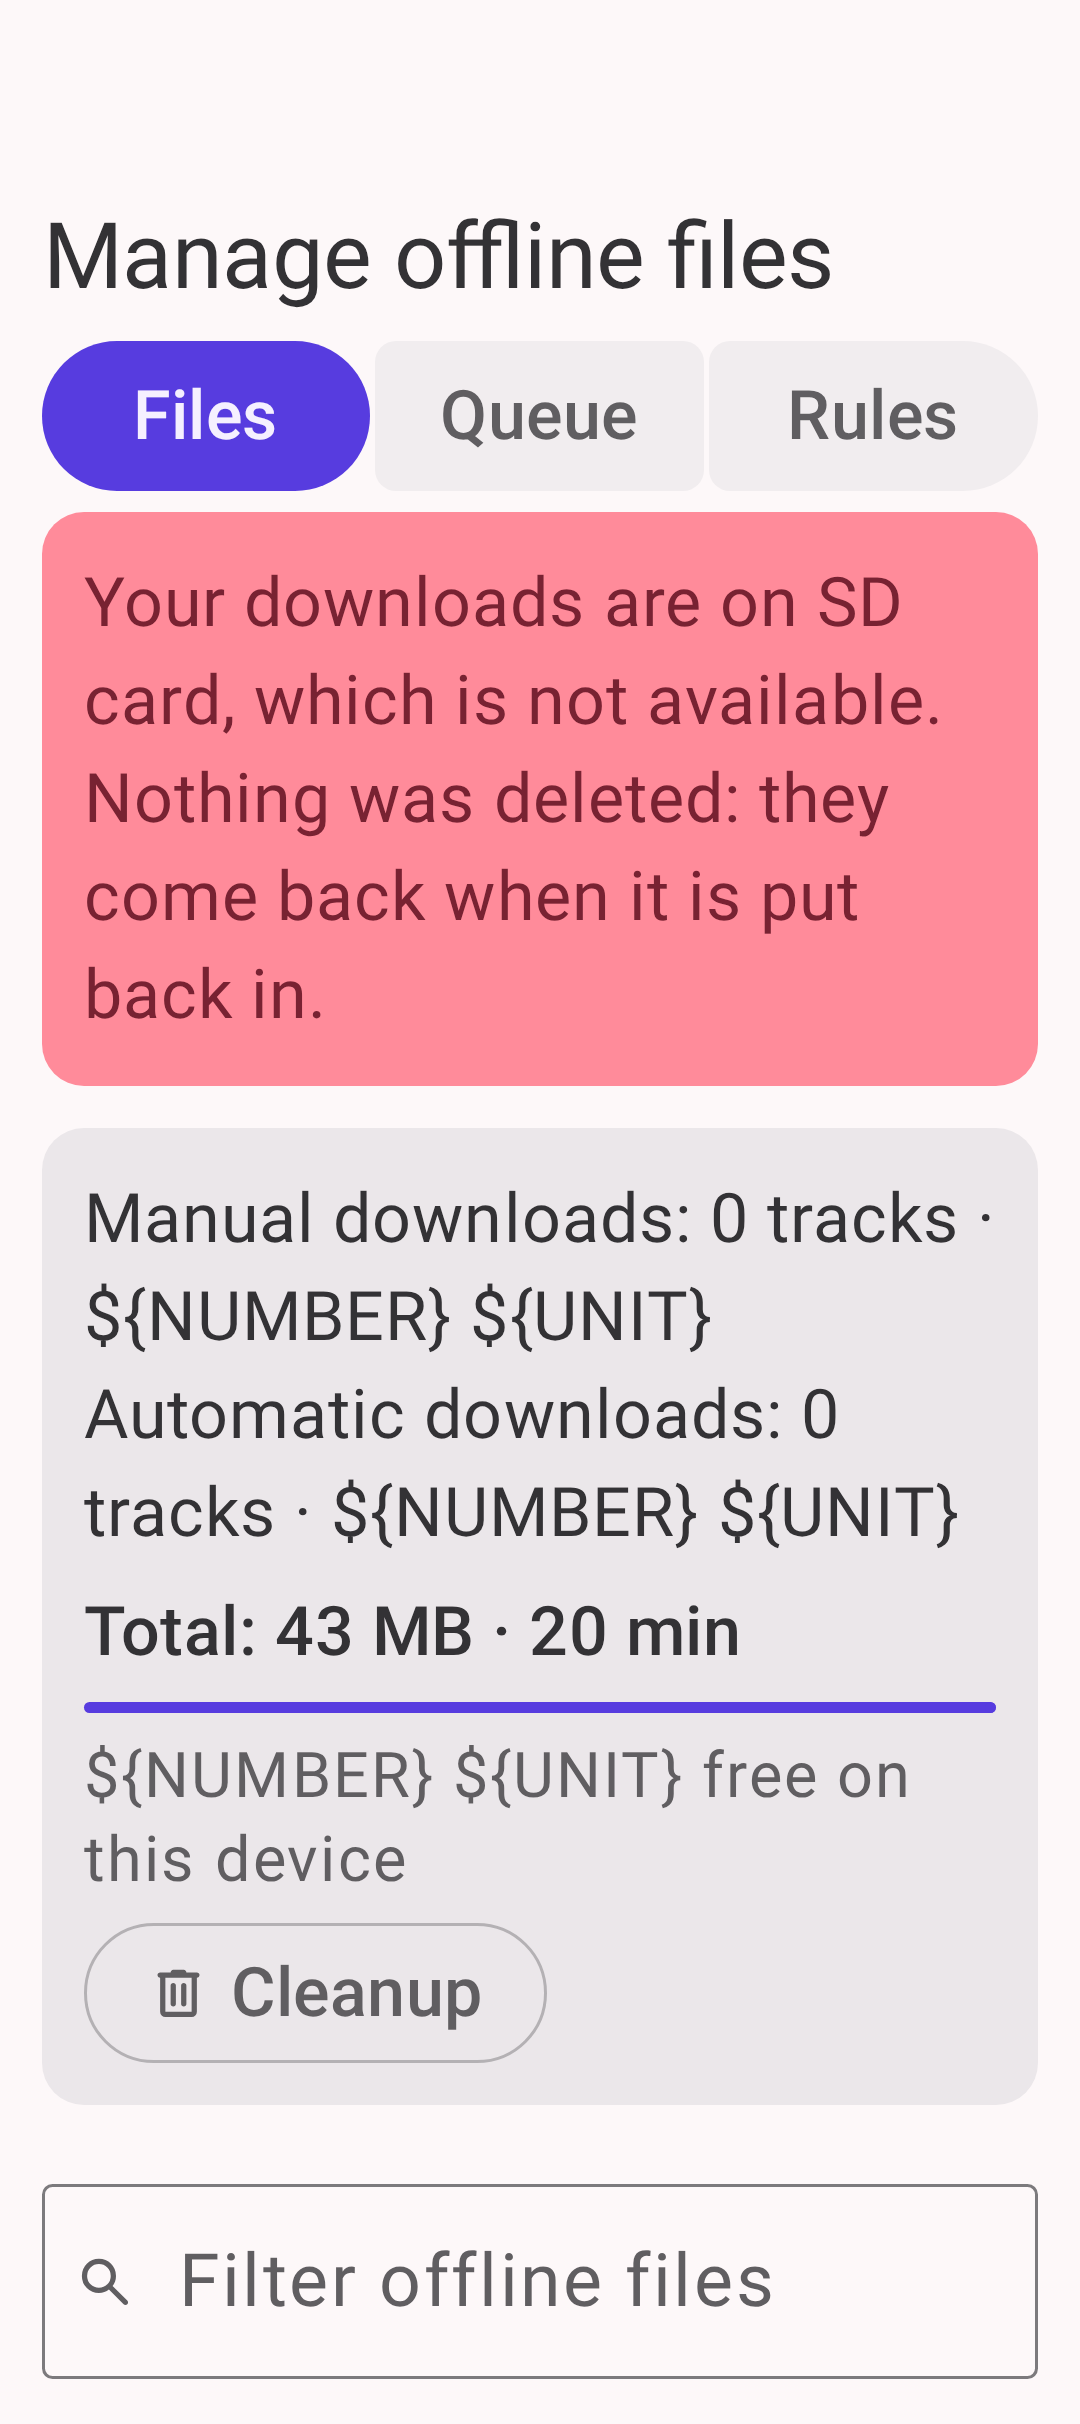 Manage offline files
Files
Queue
Rules
Your downloads are on SD
card, which is not available.
Nothing was deleted: they
come back when it is put
back in.
Manual downloads: 0 tracks ·
${NUMBER} ${UNIT}
Automatic downloads: 0
tracks · ${NUMBER} ${UNIT}
Total: 43 MB · 20 min
${NUMBER} ${UNIT} free on
this device
Cleanup
Filter offline files